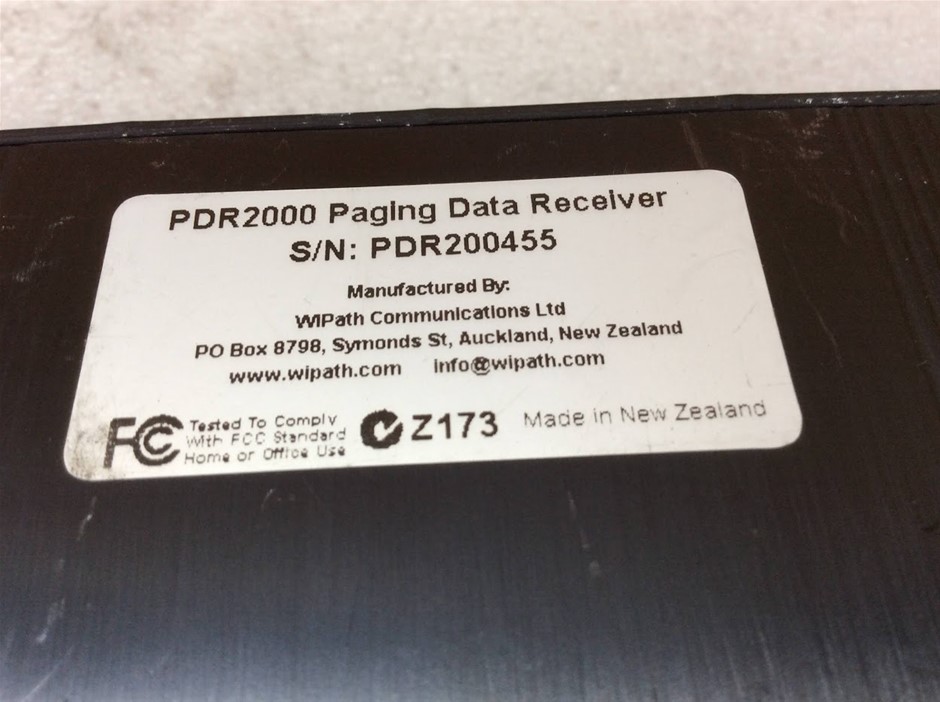 PDR2000 Paging Data Receiver
S/N: PDR200455
Manufactured By:
WiPath Communications Ltd
PO Box 8798, Symonds St, Auckland, New Zealand
www.wipath.com info@wipath.com
FC Tested To Comply
With FCC Standard
Home or Office Use
Z173 Made in New Zealand